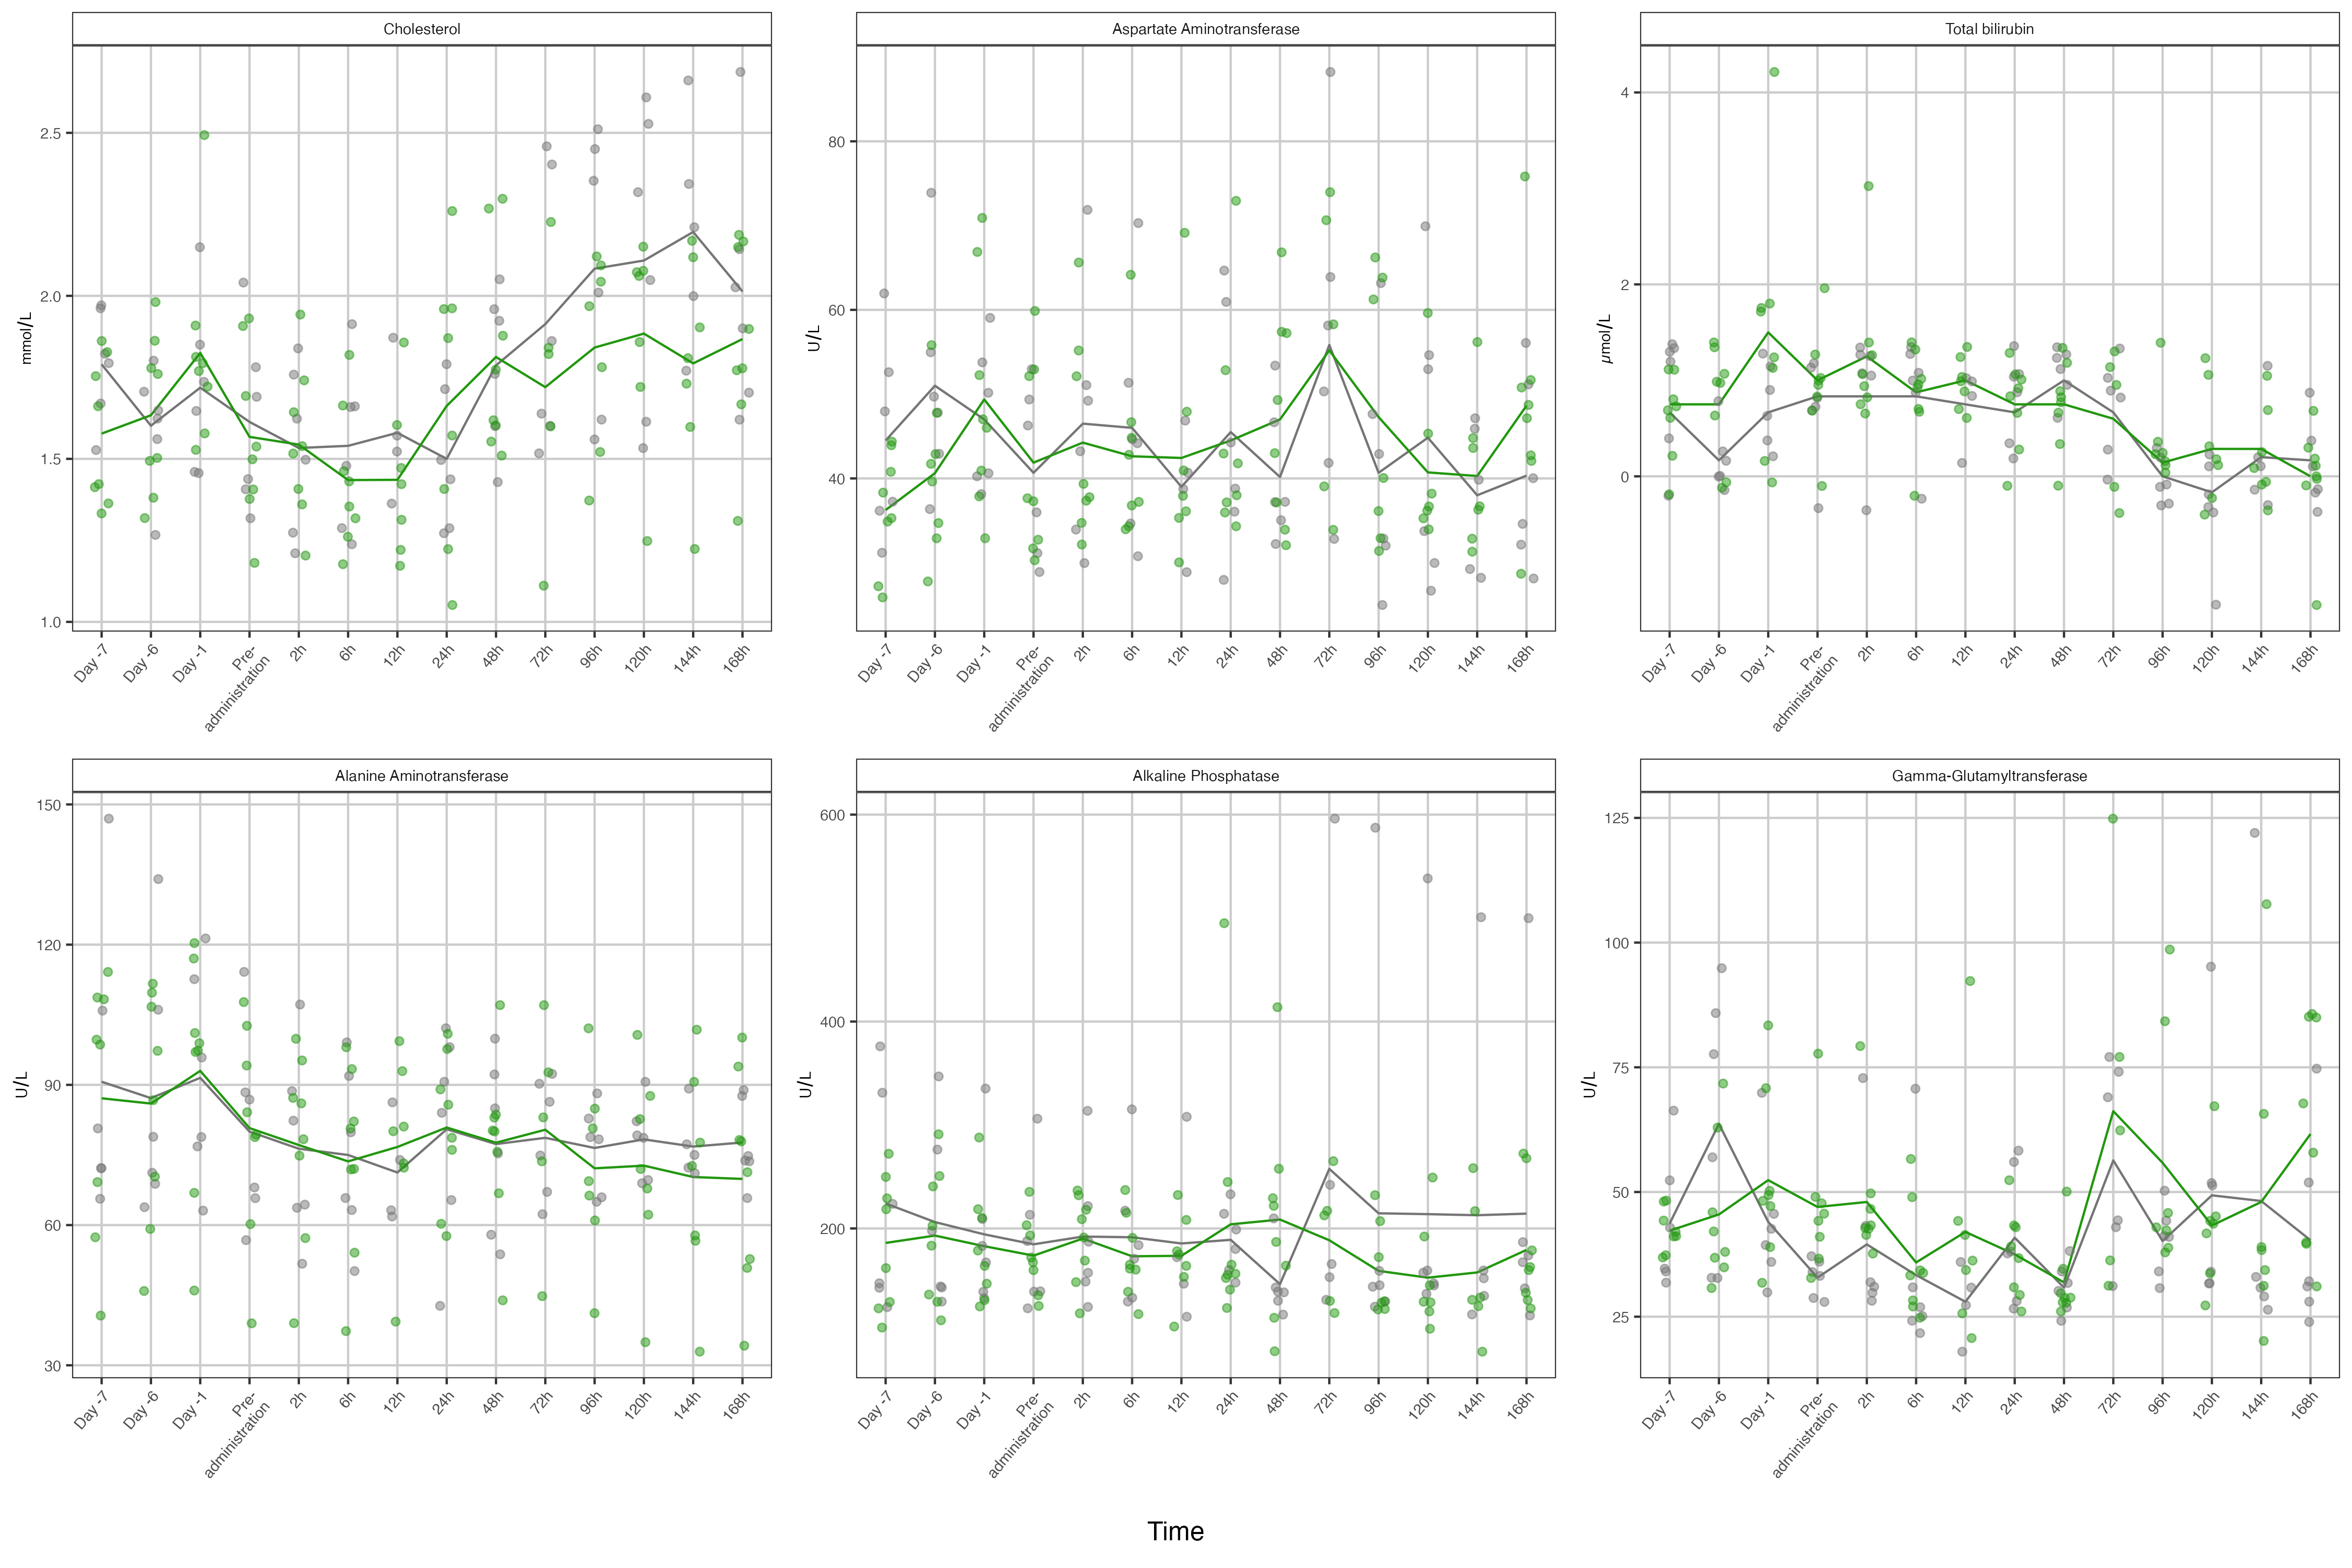 Cholesterol
mmol/L
2.5
2.0
1.5
1.0
Day -7
Day -6
Day -1
Pre-
administration
2h
6h
12h
24h
48h
72h
96h
120h
144h
168h
Aspartate Aminotransferase
U/L
80
60
40
Day -7
Day -6
Day -1
Pre-
administration
2h
6h
12h
24h
48h
72h
96h
120h
144h
168h
Total bilirubin
µmol/L
4
2
0
Day -7
Day -6
Day -1
Pre-
administration
2h
6h
12h
24h
48h
72h
96h
120h
144h
168h
Alanine Aminotransferase
U/L
150
120
90
60
30
Day -7
Day -6
Day -1
Pre-
administration
2h
6h
12h
24h
48h
72h
96h
120h
144h
168h
Alkaline Phosphatase
U/L
600
400
200
Day -7
Day -6
Day -1
Pre-
administration
2h
6h
12h
24h
48h
72h
96h
120h
144h
168h
Gamma-Glutamyltransferase
U/L
125
100
75
50
25
Day -7
Day -6
Day -1
Pre-
administration
2h
6h
12h
24h
48h
72h
96h
120h
144h
168h
Time